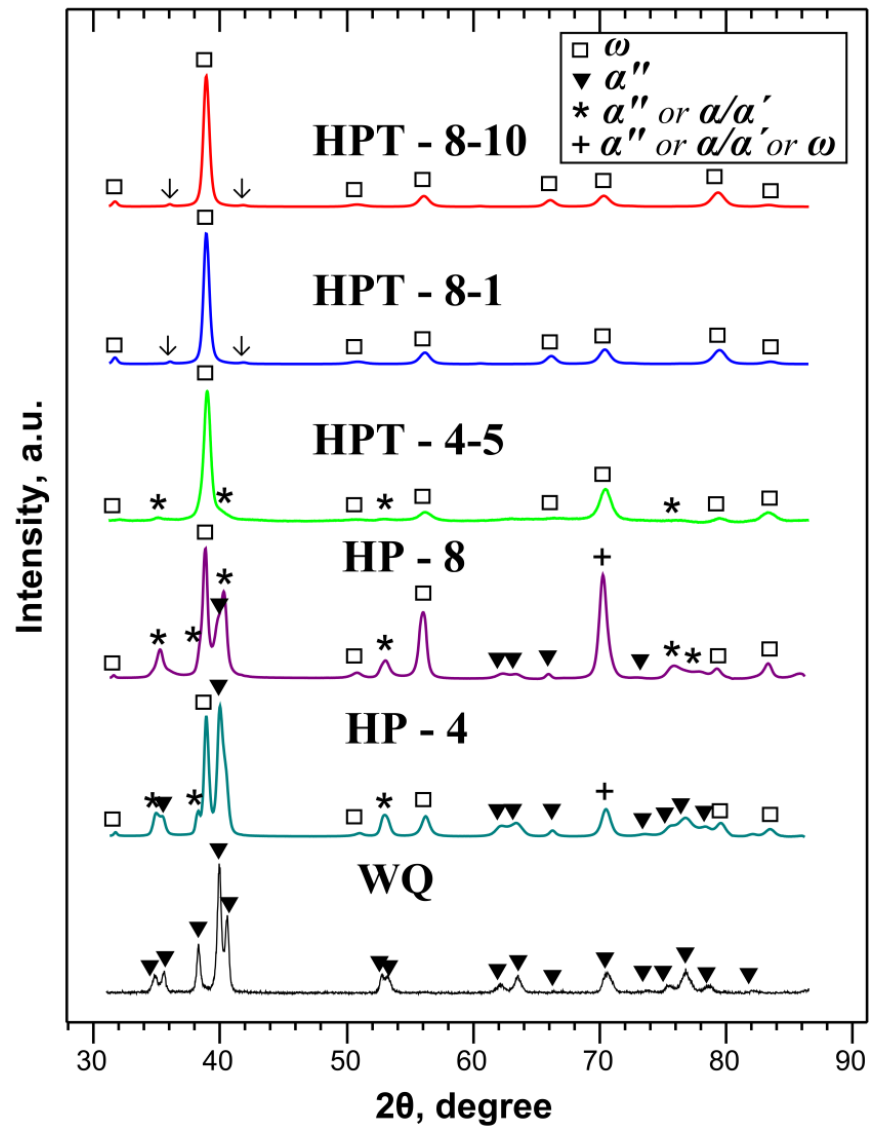 □ ω
▼ α″
* α″ or α/α′
+ α″ or α/α′ or ω
HPT - 8-10
HPT - 8-1
HPT - 4-5
HP - 8
HP - 4
WQ
Intensity, a.u.
30 40 50 60 70 80 90
2θ, degree